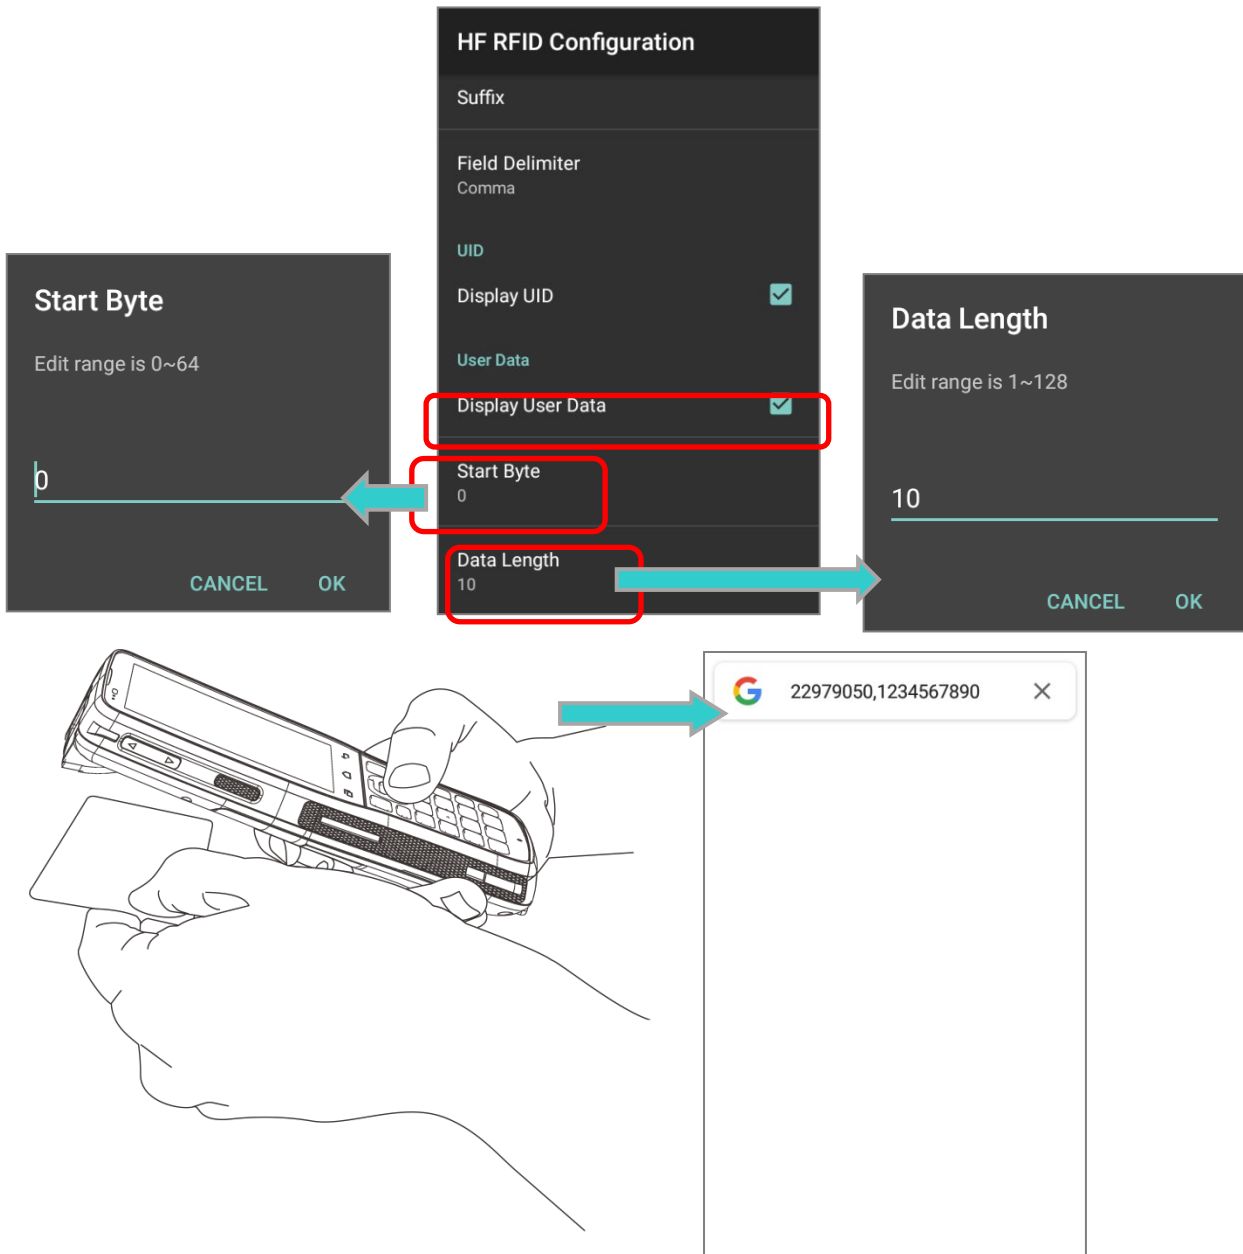 HF RFID Configuration
Suffix
Field Delimiter
Comma
UID
Display UID
User Data
Display User Data
Start Byte
0
Data Length
10
Start Byte
Edit range is 0~64
0
CANCEL OK
Data Length
Edit range is 1~128
10
CANCEL OK
22979050,1234567890